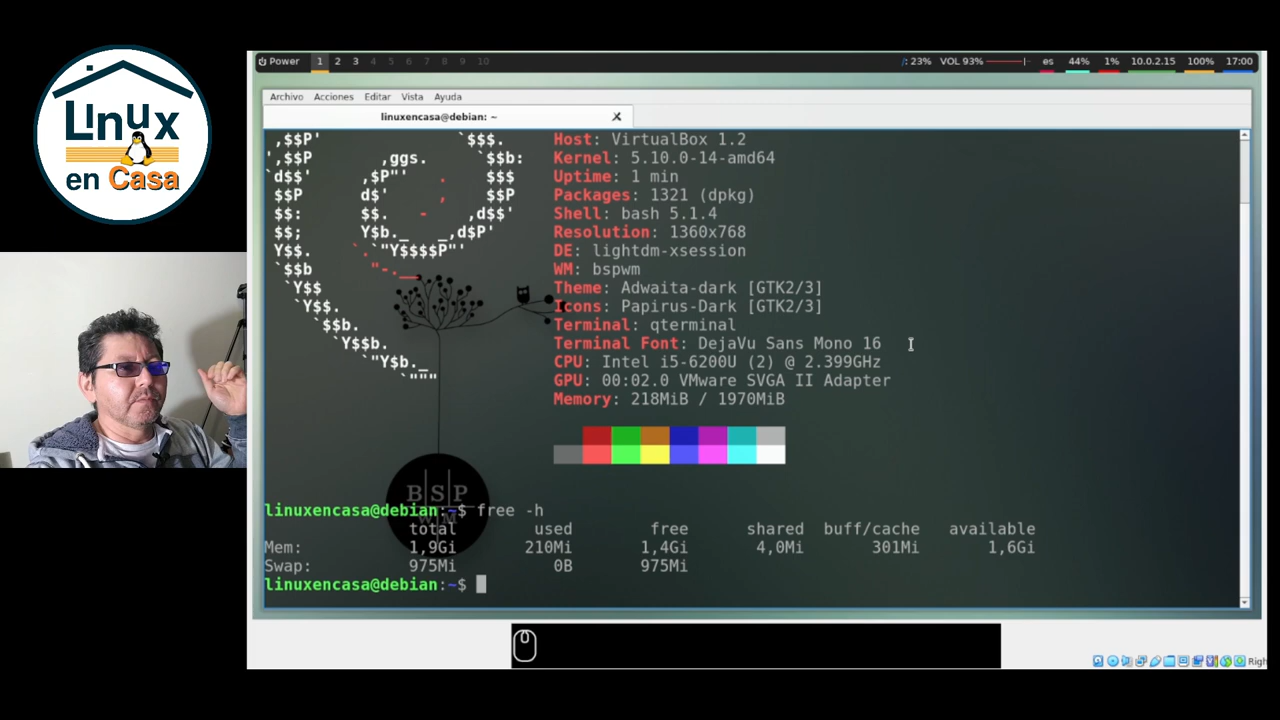 Linux
en Casa
Power 1 2 3 4 5 6 7 8 9 10 23% VOL 93% es 44% 1% 10.0.2.15 100% 17:00
Archivo Acciones Editar Vista Ayuda
linuxencasa@debian: ~ X
,$$P' `$$$. Host: VirtualBox 1.2
',$$P ,ggs. `$$b: Kernel: 5.10.0-14-amd64
`d$$' ,$P"' . $$$ Uptime: 1 min
$$P d$' , $$P Packages: 1321 (dpkg)
$$: $$. - ,d$$' Shell: bash 5.1.4
$$; Y$b._ _,d$P' Resolution: 1360x768
Y$$. `.`"Y$$$$P"' DE: lightdm-xsession
`$$b "-.__ WM: bspwm
`Y$$ Theme: Adwaita-dark [GTK2/3]
`Y$$. Icons: Papirus-Dark [GTK2/3]
`$$b. Terminal: qterminal
`Y$$b. Terminal Font: DejaVu Sans Mono 16
`"Y$b._ CPU: Intel i5-6200U (2) @ 2.399GHz
`""" GPU: 00:02.0 VMware SVGA II Adapter
Memory: 218MiB / 1970MiB
B|S|P
WM
linuxencasa@debian:~$ free -h
total used free shared buff/cache available
Mem: 1,9Gi 210Mi 1,4Gi 4,0Mi 301Mi 1,6Gi
Swap: 975Mi 0B 975Mi
linuxencasa@debian:~$
Righ